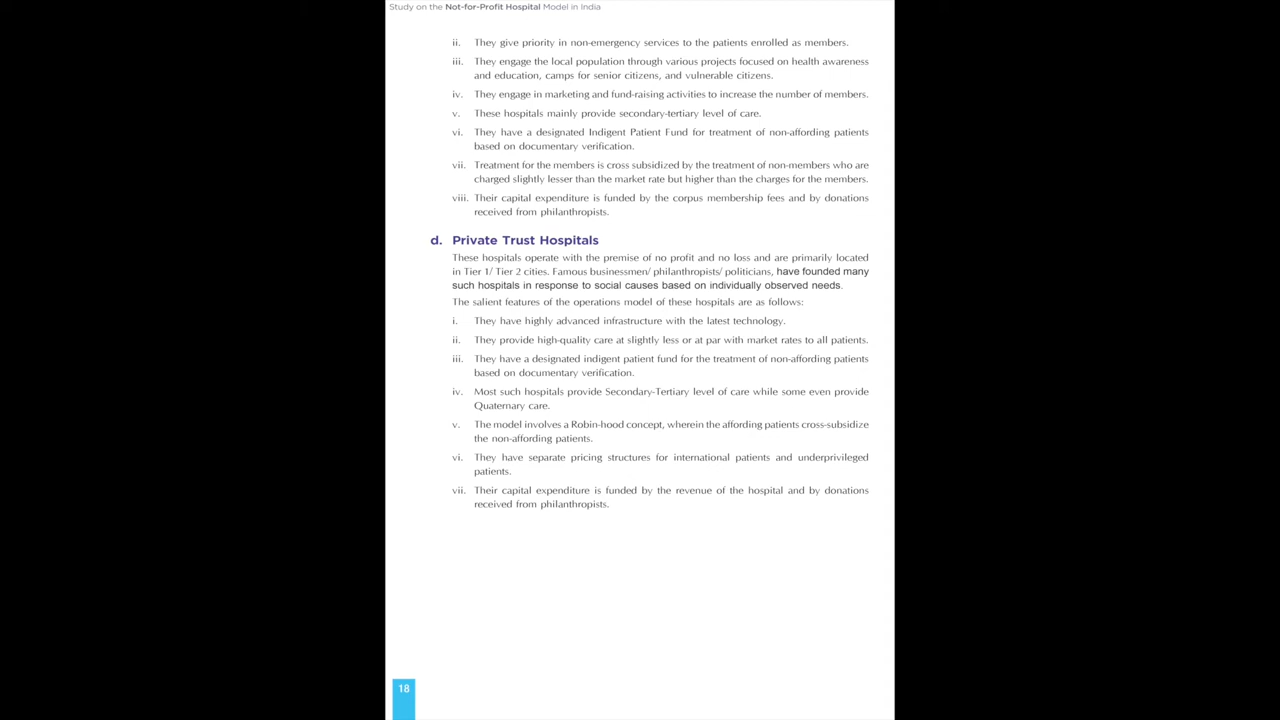 Study on the Not-for-Profit Hospital Model in India
ii. They give priority in non-emergency services to the patients enrolled as members.
iii. They engage the local population through various projects focused on health awareness
and education, camps for senior citizens, and vulnerable citizens.
iv. They engage in marketing and fund-raising activities to increase the number of members.
v. These hospitals mainly provide secondary-tertiary level of care.
vi. They have a designated Indigent Patient Fund for treatment of non-affording patients
based on documentary verification.
vii. Treatment for the members is cross subsidized by the treatment of non-members who are
charged slightly lesser than the market rate but higher than the charges for the members.
viii. Their capital expenditure is funded by the corpus membership fees and by donations
received from philanthropists.
d. Private Trust Hospitals
These hospitals operate with the premise of no profit and no loss and are primarily located
in Tier 1/ Tier 2 cities. Famous businessmen/ philanthropists/ politicians, have founded many
such hospitals in response to social causes based on individually observed needs.
The salient features of the operations model of these hospitals are as follows:
i. They have highly advanced infrastructure with the latest technology.
ii. They provide high-quality care at slightly less or at par with market rates to all patients.
iii. They have a designated indigent patient fund for the treatment of non-affording patients
based on documentary verification.
iv. Most such hospitals provide Secondary-Tertiary level of care while some even provide
Quaternary care.
v. The model involves a Robin-hood concept, wherein the affording patients cross-subsidize
the non-affording patients.
vi. They have separate pricing structures for international patients and underprivileged
patients.
vii. Their capital expenditure is funded by the revenue of the hospital and by donations
received from philanthropists.
18